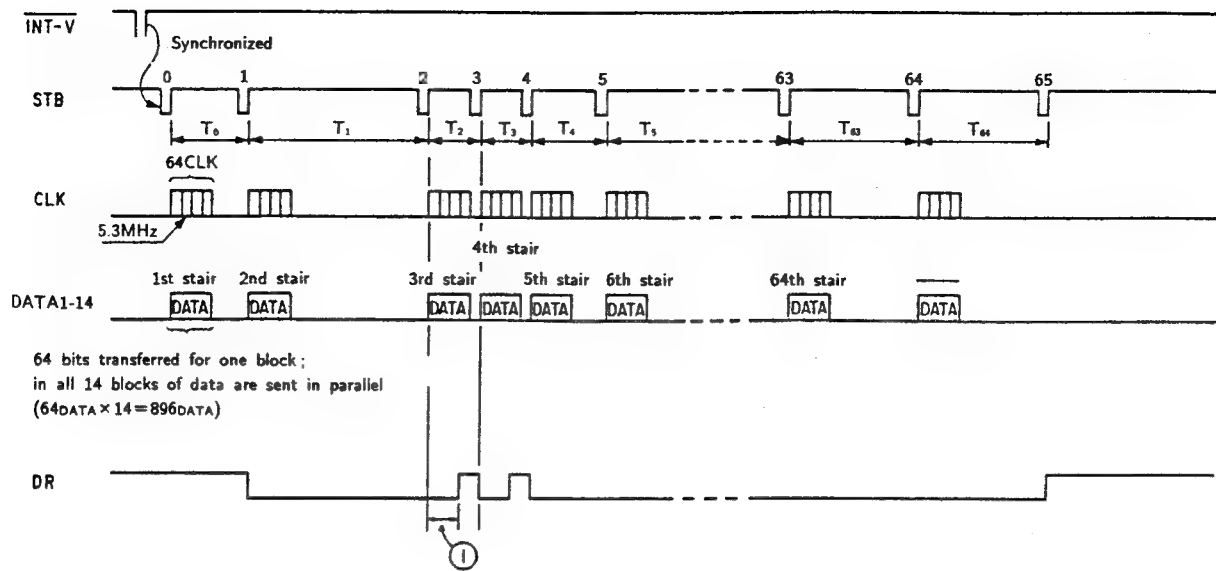 INT-V
Synchronized
0 1 2 3 4 5 63 64 65
STB
T₀ T₁ T₂ T₃ T₄ T₅ T₆₃ T₆₄
64CLK
CLK
5.3MHz
4th stair
1st stair 2nd stair 3rd stair 5th stair 6th stair 64th stair
DATA1-14
DATA DATA DATA DATA DATA DATA DATA DATA
64 bits transferred for one block;
in all 14 blocks of data are sent in parallel
(64DATA×14=896DATA)
DR
1